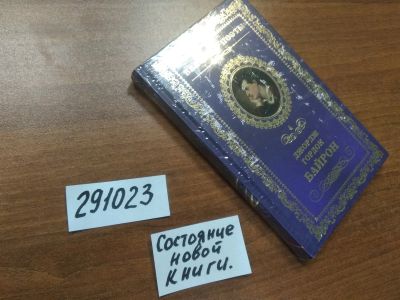 ДЖОРДЖ
ГОРДОН
БАЙРОН
291023
Состояние
новой
книги.